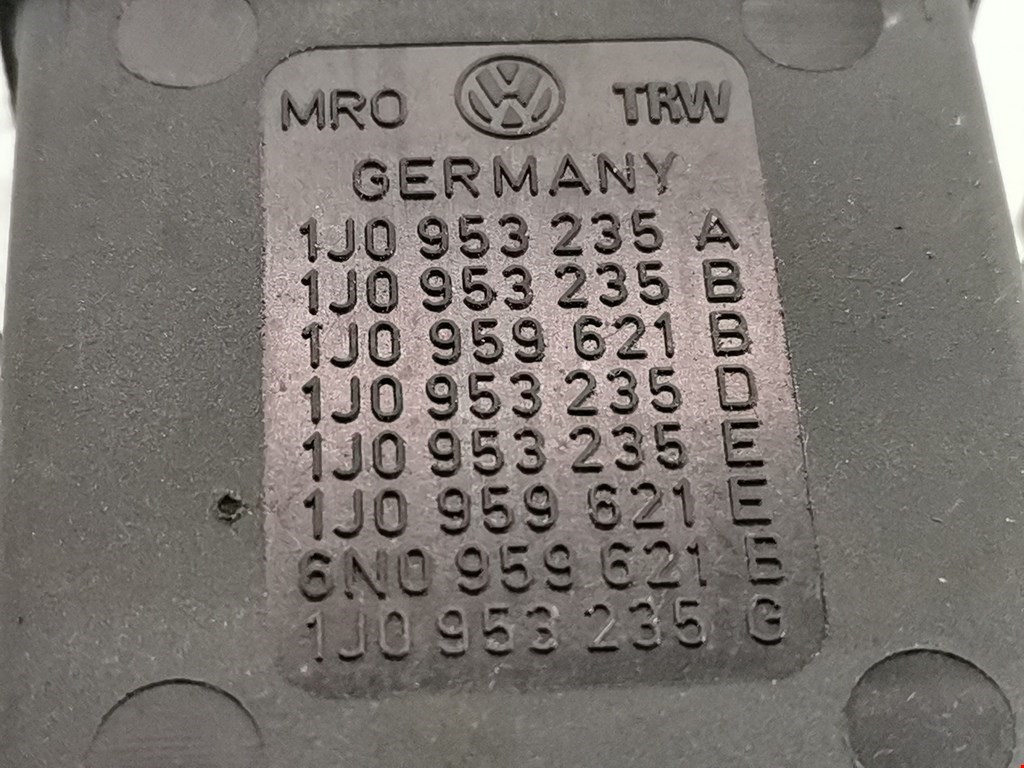 MRO VW TRW
GERMANY
1J0 953 235 A
1J0 953 235 B
1J0 959 621 B
1J0 953 235 D
1J0 953 235 E
1J0 959 621 E
6N0 959 621 B
1J0 953 235 G